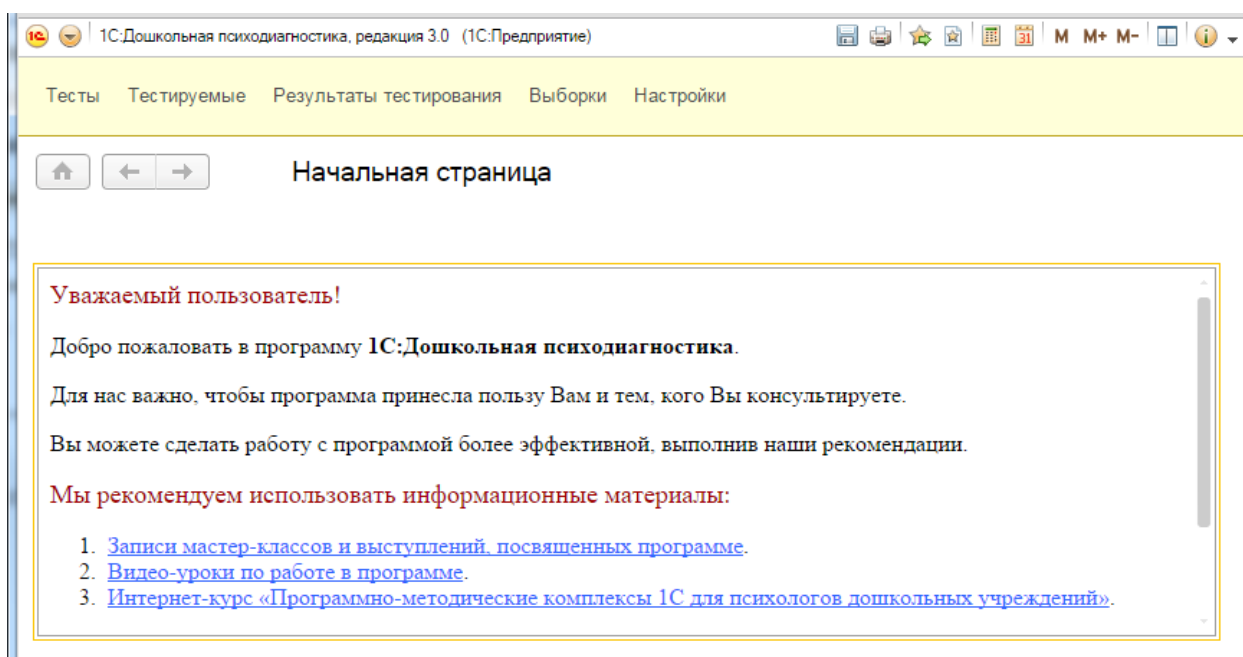 1С:Дошкольная психодиагностика, редакция 3.0 (1С:Предприятие)
31 M M+ M-
Тесты Тестируемые Результаты тестирования Выборки Настройки
Начальная страница
Уважаемый пользователь!
Добро пожаловать в программу 1С:Дошкольная психодиагностика.
Для нас важно, чтобы программа принесла пользу Вам и тем, кого Вы консультируете.
Вы можете сделать работу с программой более эффективной, выполнив наши рекомендации.
Мы рекомендуем использовать информационные материалы:
1. Записи мастер-классов и выступлений, посвященных программе.
2. Видео-уроки по работе в программе.
3. Интернет-курс «Программно-методические комплексы 1С для психологов дошкольных учреждений».